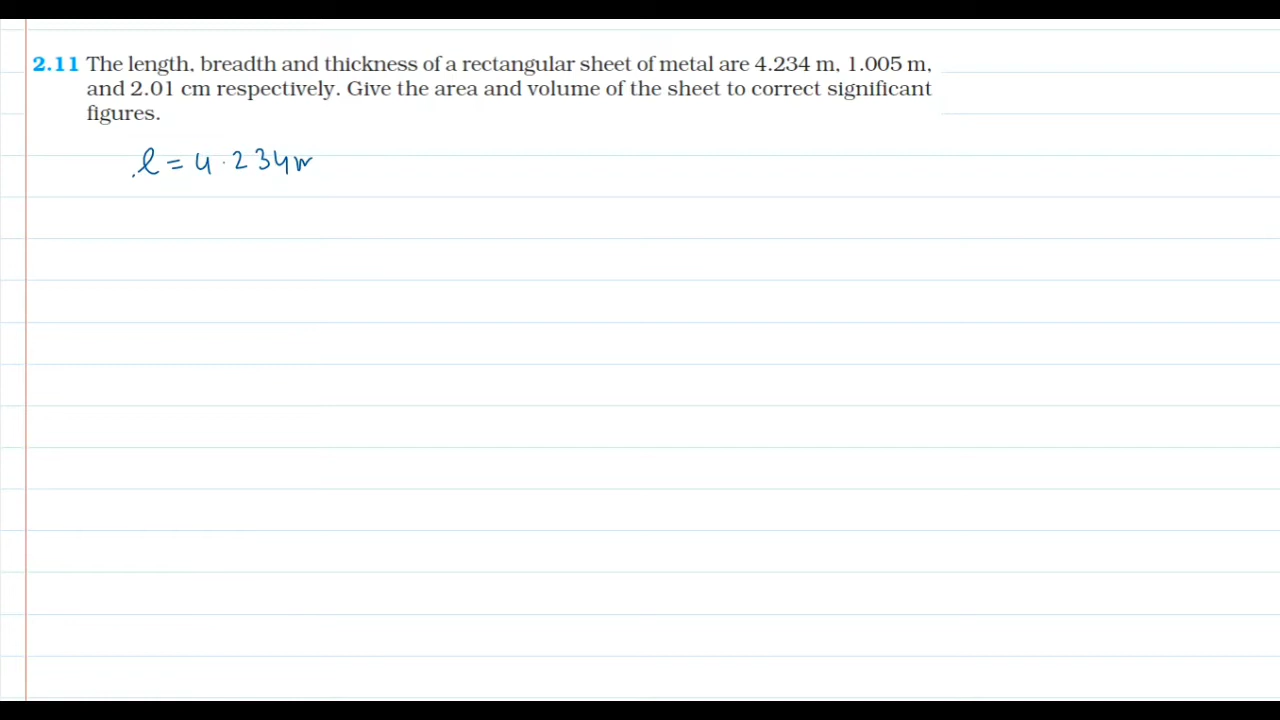 2.11 The length, breadth and thickness of a rectangular sheet of metal are 4.234 m, 1.005 m,
and 2.01 cm respectively. Give the area and volume of the sheet to correct significant
figures.
l = 4.234m